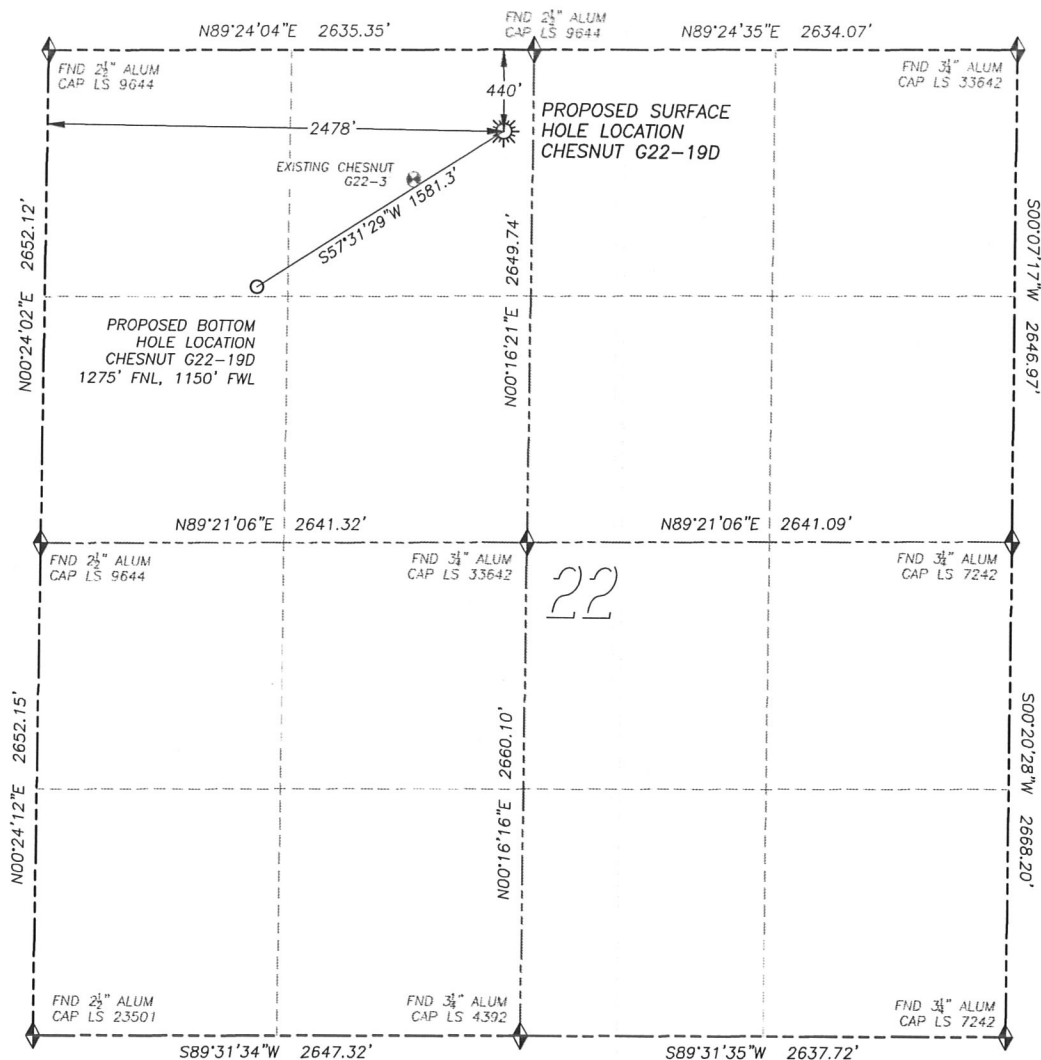 N89°24'04"E 2635.35'
FND 2½" ALUM
CAP LS 9644
N89°24'35"E 2634.07'
FND 2½" ALUM
CAP LS 9644
FND 3¼" ALUM
CAP LS 33642
440'
2478'
PROPOSED SURFACE
HOLE LOCATION
CHESNUT G22-19D
EXISTING CHESNUT
G22-3
S57°31'29"W 1581.3'
N00°24'02"E 2652.12'
N00°16'21"E 2649.74'
S00°07'17"W 2646.97'
PROPOSED BOTTOM
HOLE LOCATION
CHESNUT G22-19D
1275' FNL, 1150' FWL
N89°21'06"E 2641.32'
N89°21'06"E 2641.09'
FND 2½" ALUM
CAP LS 9644
FND 3¼" ALUM
CAP LS 33642
FND 3¼" ALUM
CAP LS 7242
22
N00°24'12"E 2652.15'
N00°16'16"E 2660.10'
S00°20'28"W 2668.20'
FND 2½" ALUM
CAP LS 23501
FND 3¼" ALUM
CAP LS 4392
FND 3¼" ALUM
CAP LS 7242
S89°31'34"W 2647.32'
S89°31'35"W 2637.72'